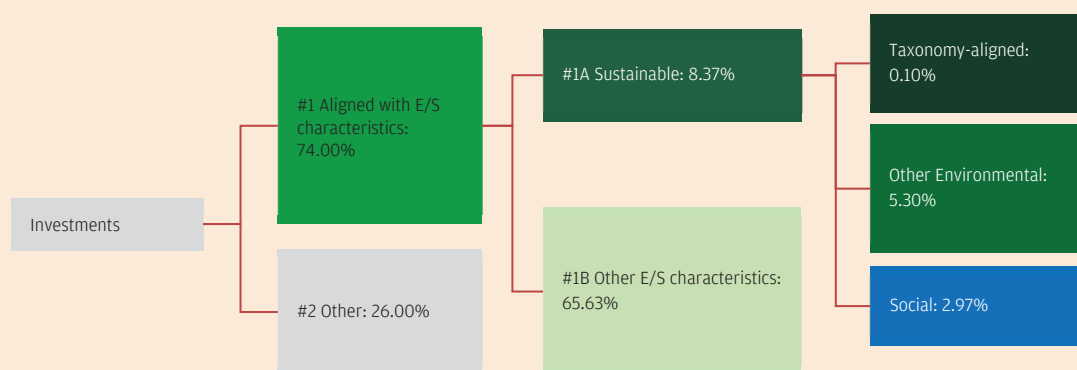 Investments
#1 Aligned with E/S
characteristics:
74.00%
#2 Other: 26.00%
#1A Sustainable: 8.37%
#1B Other E/S characteristics:
65.63%
Taxonomy-aligned:
0.10%
Other Environmental:
5.30%
Social: 2.97%